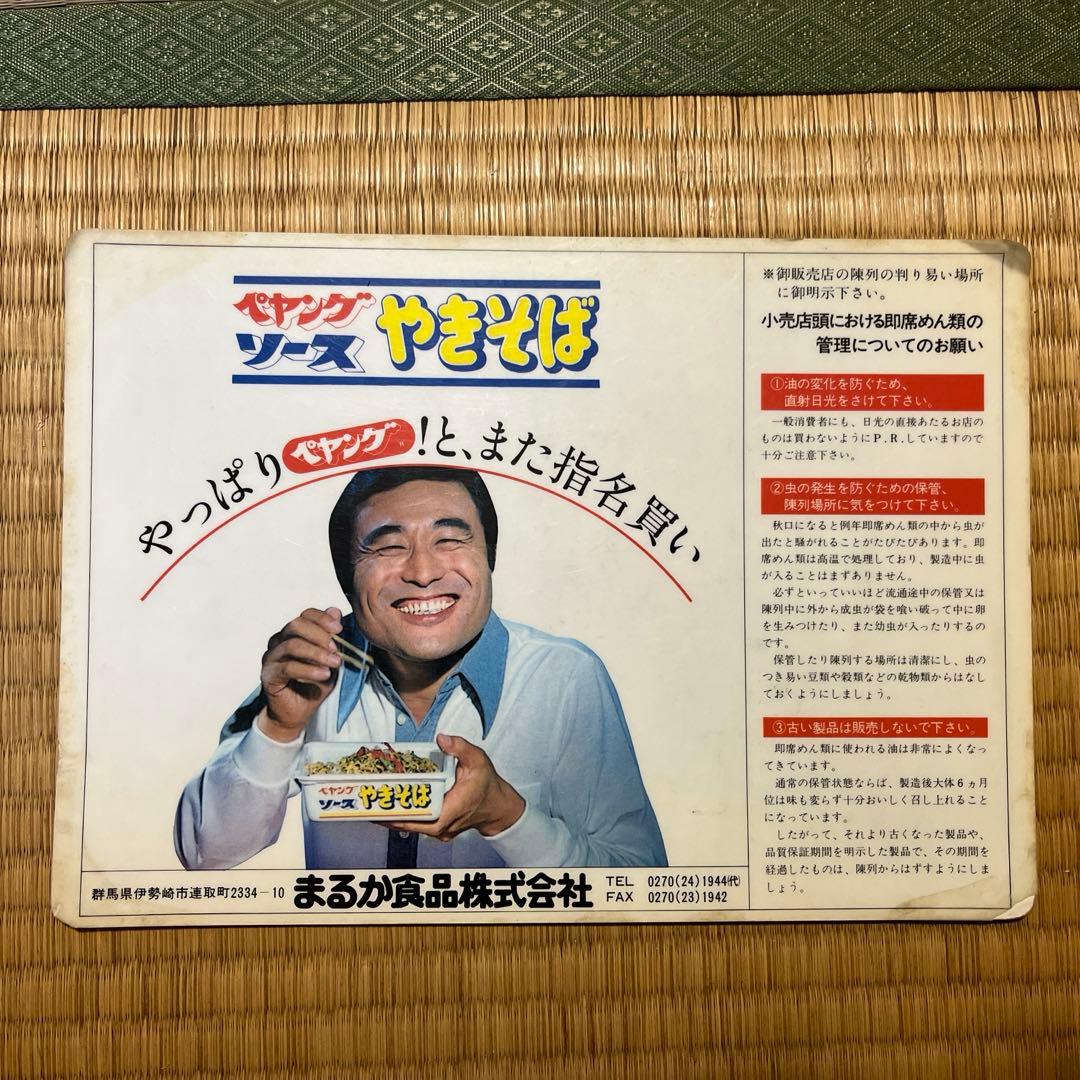 ペヤング
ソース やきそば
やっぱりペヤング!と、また指名買い
ペヤング
ソース やきそば
群馬県伊勢崎市連取町2334−10 まるか食品株式会社 TEL 0270(24)1944(代)
FAX 0270(23)1942
※御販売店の陳列の判り易い場所
に御明示下さい。
小売店頭における即席めん類の
管理についてのお願い
①油の変化を防ぐため、
直射日光をさけて下さい。
一般消費者にも、日光の直接あたるお店の
ものは買わないようにP.R.していますので
十分ご注意下さい。
②虫の発生を防ぐための保管、
陳列場所に気をつけて下さい。
秋口になると例年即席めん類の中から虫が
出たと騒がれることがたびたびあります。即
席めん類は高温で処理しており、製造中に虫
が入ることはまずありません。
必ずといっていいほど流通途中の保管又は
陳列中に外から成虫が袋を喰い破って中に卵
を生みつけたり、また幼虫が入ったりするの
です。
保管したり陳列する場所は清潔にし、虫の
つき易い豆類や穀類などの乾物類からはなし
ておくようにしましょう。
③古い製品は販売しないで下さい。
即席めん類に使われる油は非常によくなっ
てきています。
通常の保管状態ならば、製造後大体6ヵ月
位は味も変らず十分おいしく召し上れること
になっています。
したがって、それより古くなった製品や、
品質保証期間を明示した製品で、その期間を
経過したものは、陳列からはずすようにしま
しょう。